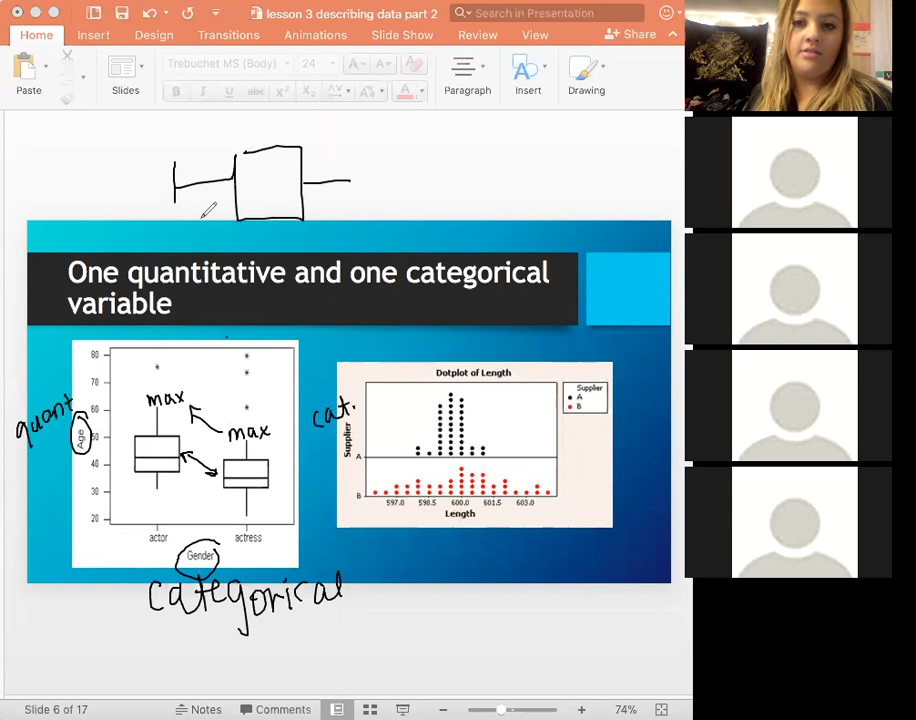 lesson 3 describing data part 2
Search in Presentation
Home Insert Design Transitions Animations Slide Show Review View Share
Trebuchet MS (Body) 24
Paste Slides Paragraph Insert Drawing
One quantitative and one categorical
variable
80
70
60
50
40
30
20
Age
quant
max
max
actor actress
Gender
categorical
cat.
Dotplot of Length
Supplier
A
B
Supplier
A
B
597.0 598.5 600.0 601.5 603.0
Length
Slide 6 of 17 Notes Comments 74%